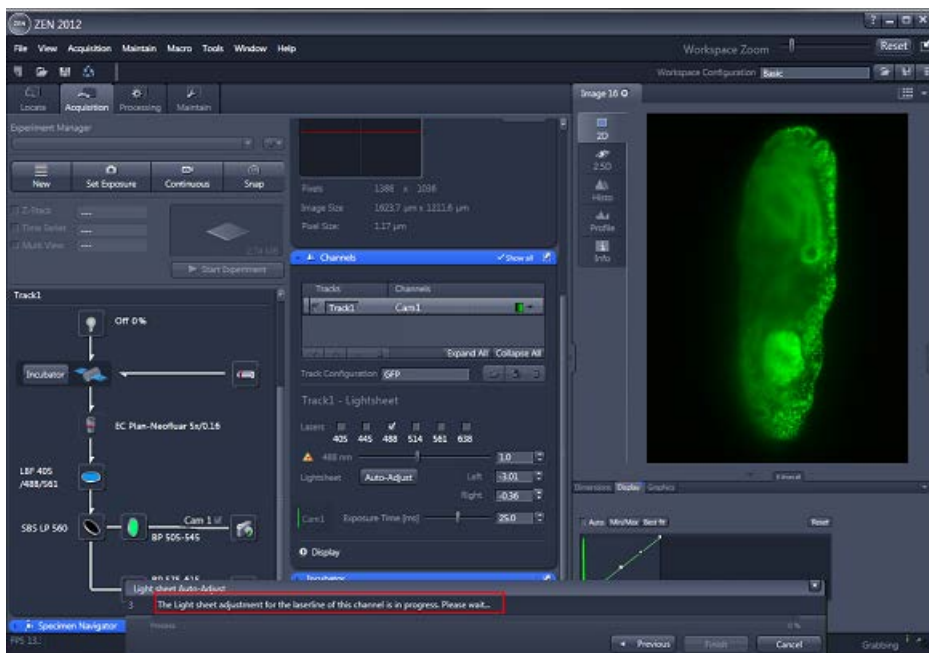 ZEN 2012
File View Acquisition Maintain Macro Tools Window Help
Workspace Zoom Reset
Workspace Configuration Basic
Locate Acquisition Processing Maintain
Image 16
Experiment Manager
2D
New Set Exposure Continuous Snap
2.5D
Histo
Profile
Info
Pixels 1388 x 1036
Image Size 1623.7 µm x 1211.6 µm
Pixel Size: 1.17 µm
Z-Stack
Time Series
Multi View
Start Experiment
Channels Show all
Track1
Tracks Channels
Track1 Cam1
Off 0%
Expand All Collapse All
Incubator
Track Configuration GFP
Track1 - Lightsheet
EC Plan-Neofluar 5x/0.16
Lasers
405 445 488 514 561 638
488 nm 1.0
LBF 405
/488/561
Lightsheet Auto-Adjust Left -3.01
Right -0.36
Dimensions Display Graphics
Cam 1
Cam1 Exposure Time [ms] 25.0
SBS LP 560
BP 505-545
Auto Min/Max Best fit Reset
Display
BP 575-615
Incubator
Light sheet Auto-Adjust
3 The Light sheet adjustment for the laserline of this channel is in progress. Please wait...
Specimen Navigator
Process 0 %
Previous Finish Cancel
Grabbing